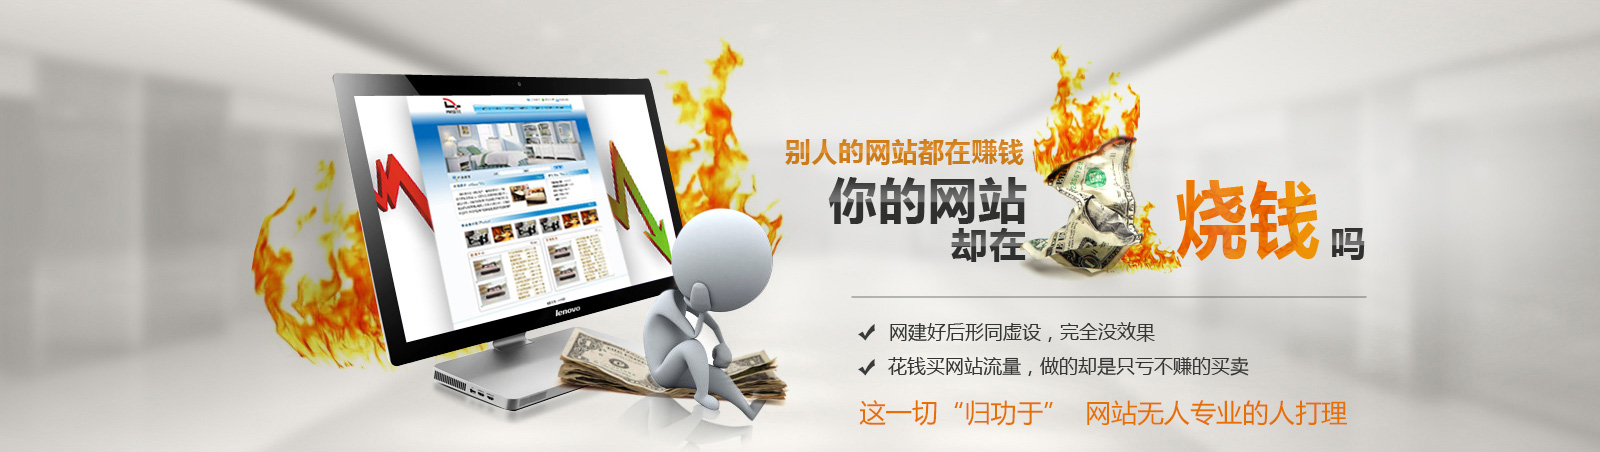 别人的网站都在赚钱
你的网站
却在
烧钱吗
网建好后形同虚设，完全没效果
花钱买网站流量，做的却是只亏不赚的买卖
这一切“归功于” 网站无人专业的人打理
lenovo